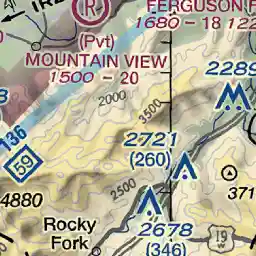 IR2
FERGUSON F
R
1680 - 18 122
(Pvt)
MOUNTAIN VIEW
1500 - 20
2289
2000
3500
136
2721
(260)
59
371
4880
2500
Rocky
Fork
2678
(346)
19
W